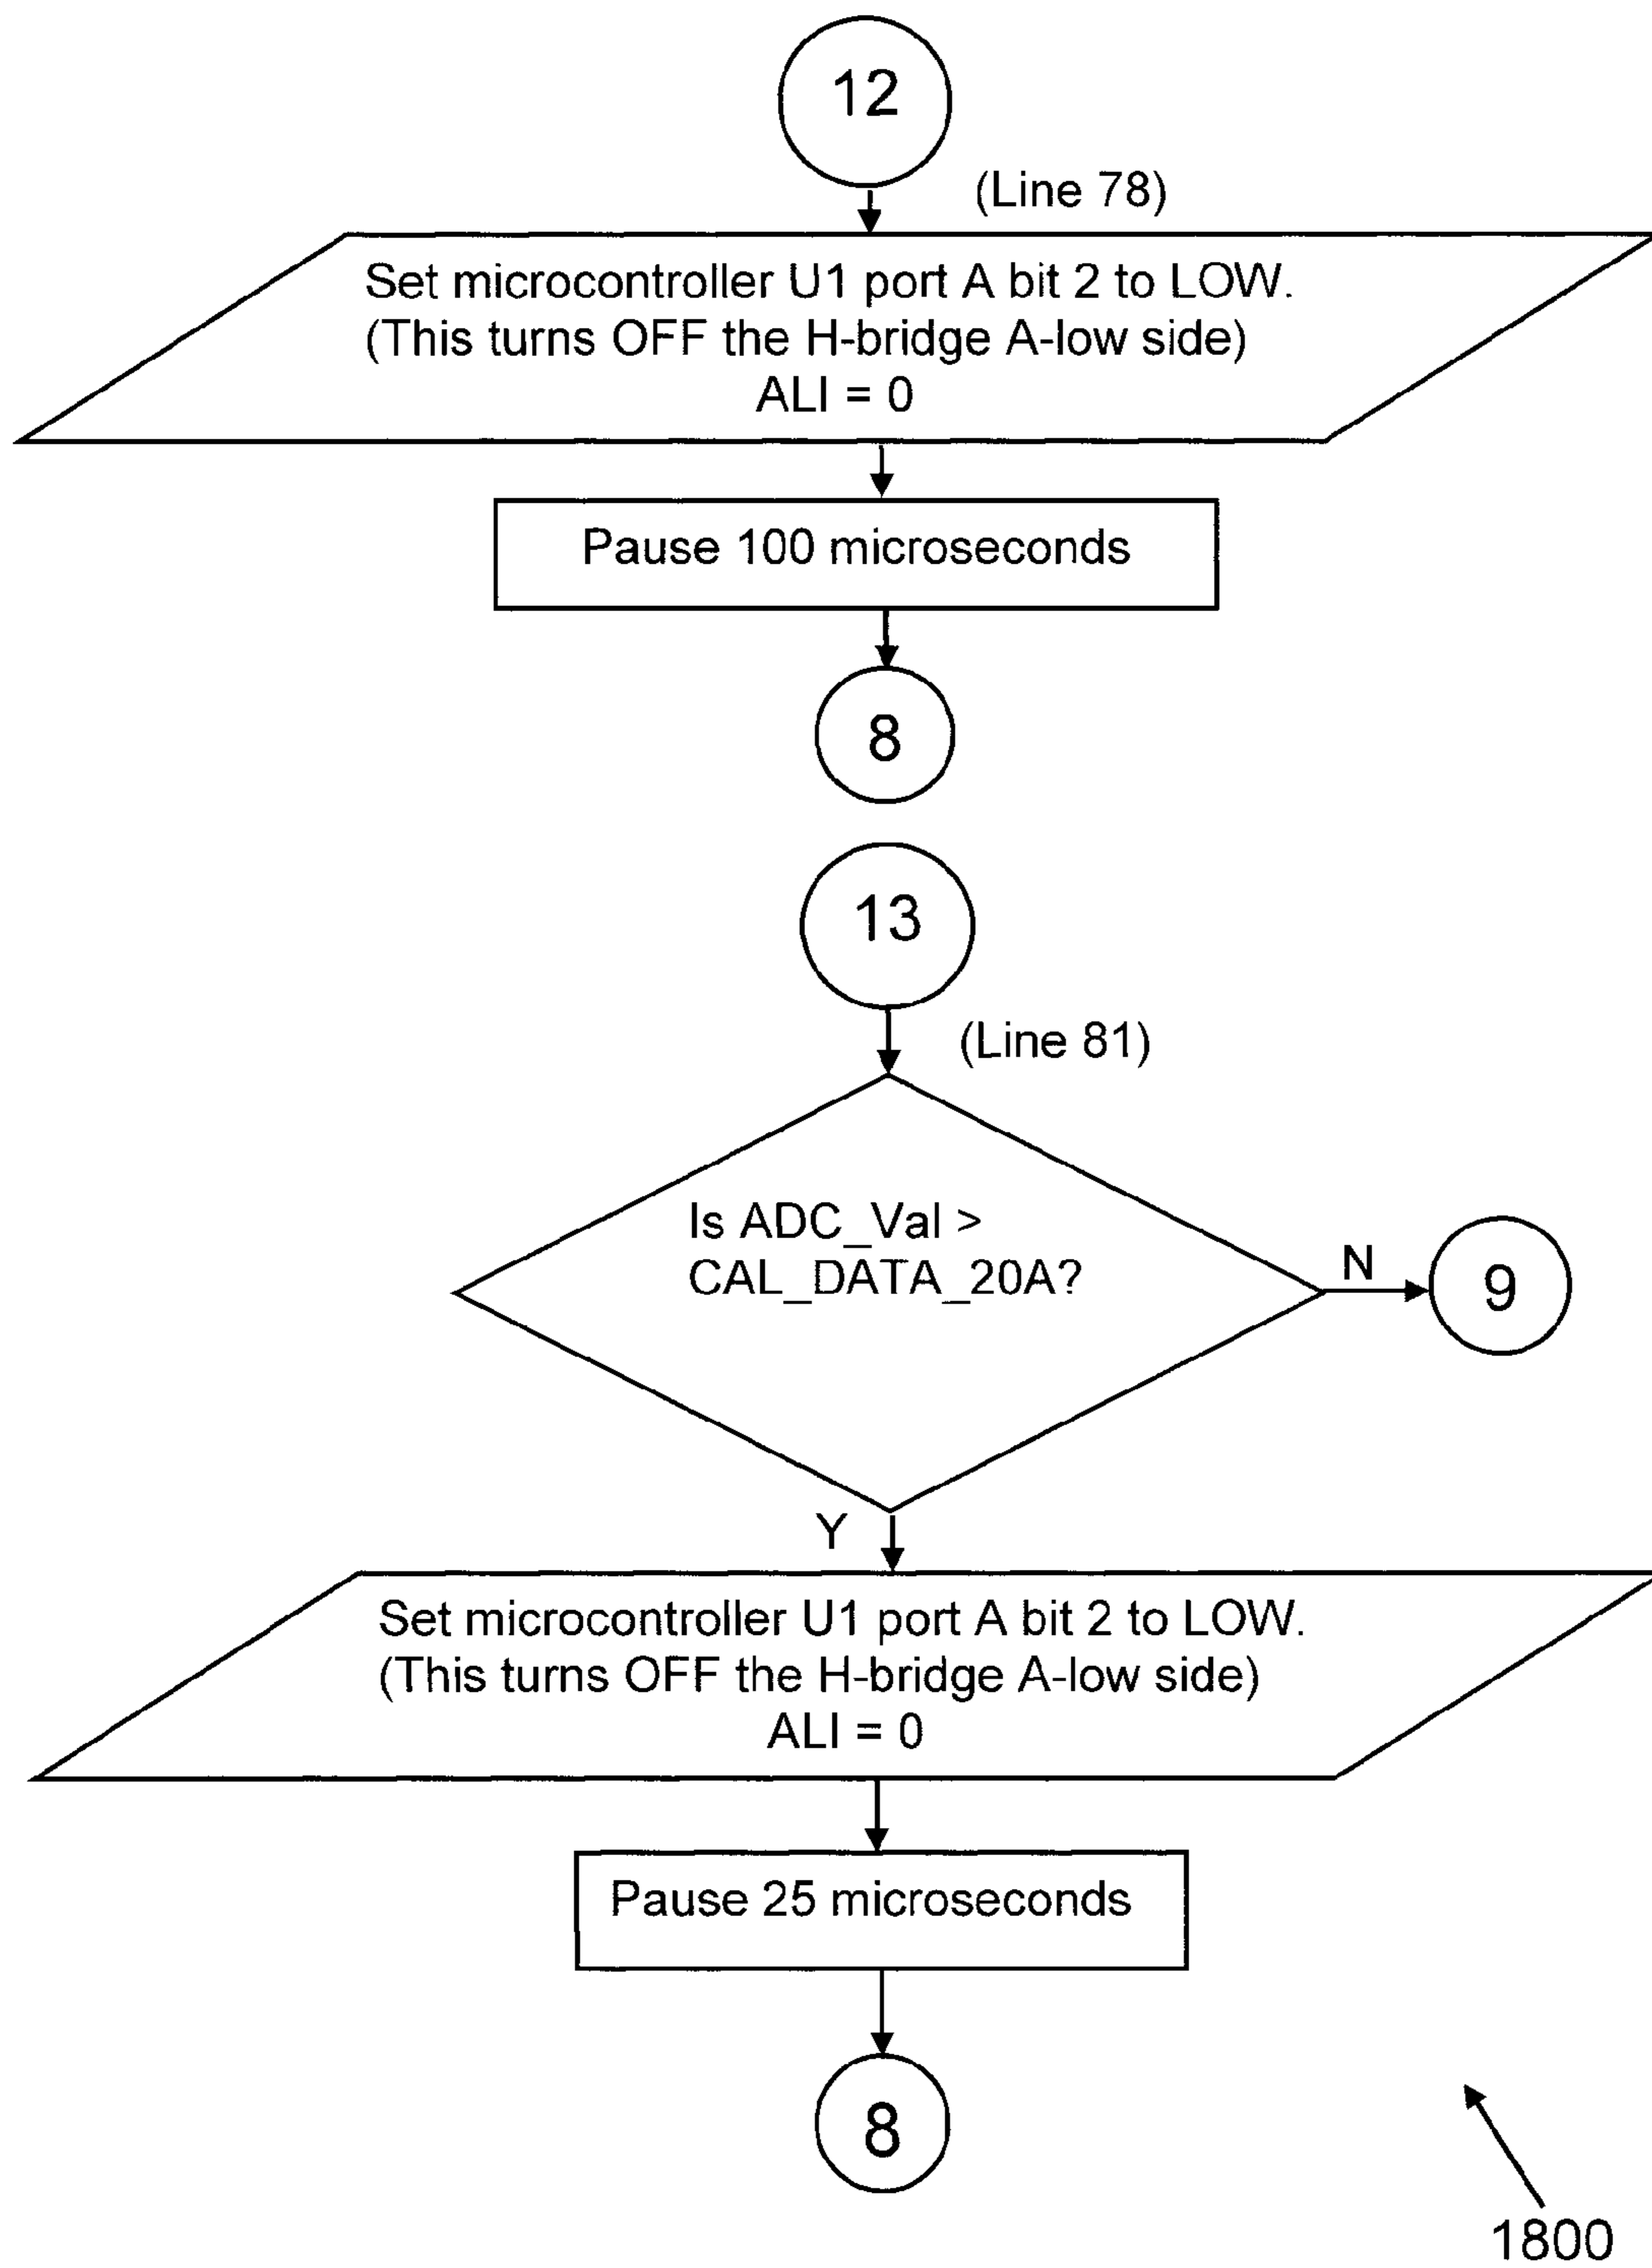 12
(Line 78)
Set microcontroller U1 port A bit 2 to LOW.
(This turns OFF the H-bridge A-low side)
ALI = 0
Pause 100 microseconds
8
13
(Line 81)
Is ADC_Val >
CAL_DATA_20A?
N
9
Y
Set microcontroller U1 port A bit 2 to LOW.
(This turns OFF the H-bridge A-low side)
ALI = 0
Pause 25 microseconds
8
1800